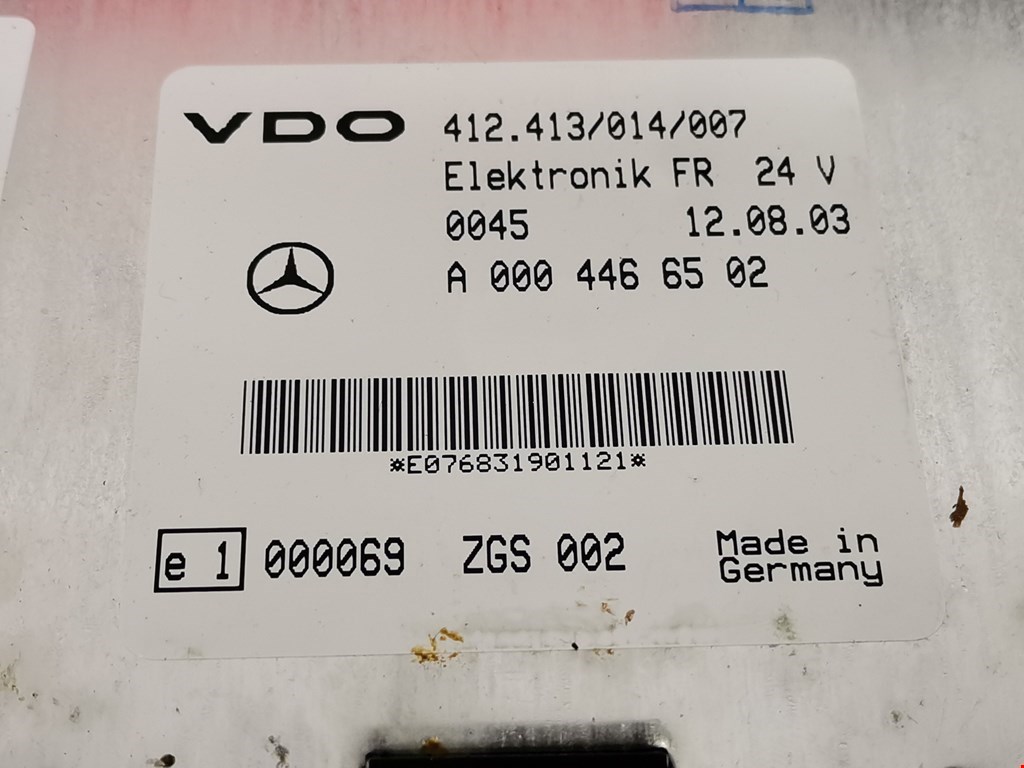 VDO 412.413/014/007
Elektronik FR 24 V
0045 12.08.03
A 000 446 65 02
*E076831901121*
e 1 000069 ZGS 002 Made in
Germany